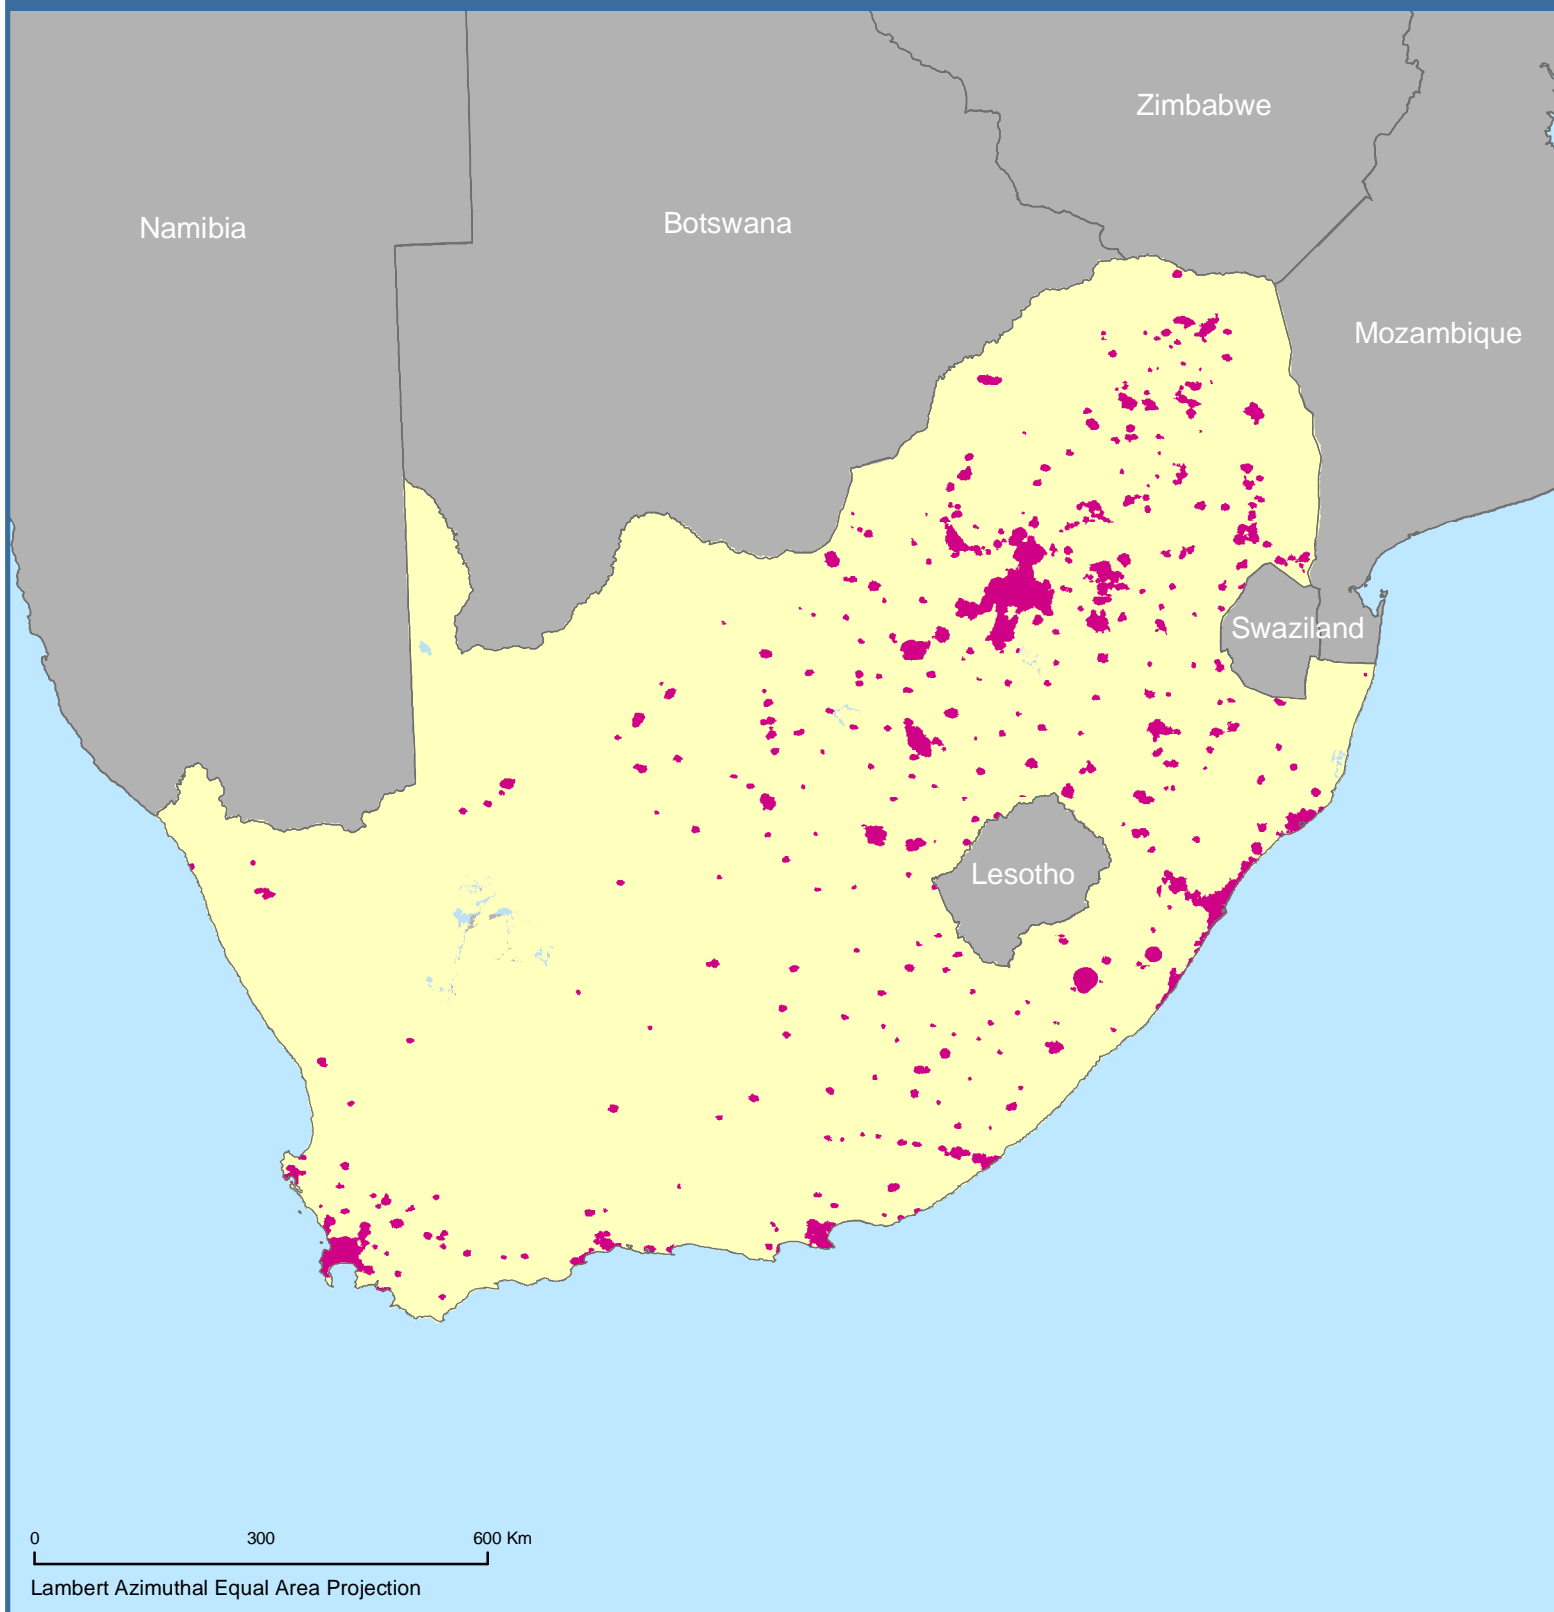 Zimbabwe
Namibia
Botswana
Mozambique
Swaziland
Lesotho
0 300 600 Km
Lambert Azimuthal Equal Area Projection